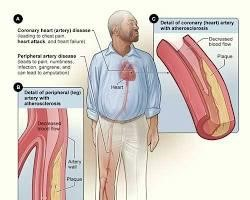 A
Coronary heart (artery) disease
(leading to chest pain,
heart attack, and heart failure)
Peripheral artery disease
(leads to pain, numbness,
infection, gangrene, and
can lead to amputation)
B
Detail of peripheral (leg)
artery with
atherosclerosis
Decreased
blood flow
Artery
wall
Plaque
Heart
C
Detail of coronary (heart) artery
with atherosclerosis
Decreased
blood flow
Plaque